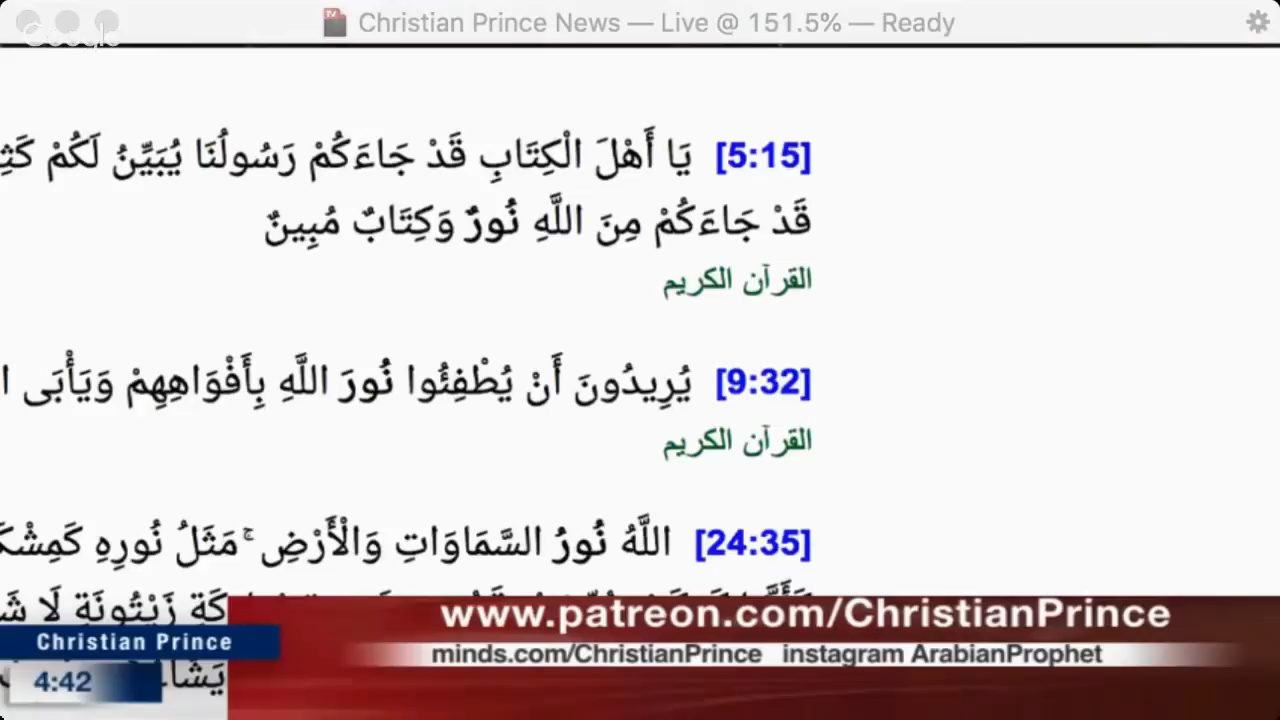 Christian Prince News — Live @ 151.5% — Ready
Google
[5:15] يَا أَهْلَ الْكِتَابِ قَدْ جَاءَكُمْ رَسُولُنَا يُبَيِّنُ لَكُمْ
قَدْ جَاءَكُمْ مِنَ اللَّهِ نُورٌ وَكِتَابٌ مُبِينٌ
القرآن الكريم
[9:32] يُرِيدُونَ أَنْ يُطْفِئُوا نُورَ اللَّهِ بِأَفْوَاهِهِمْ وَيَأْبَى
القرآن الكريم
[24:35] اللَّهُ نُورُ السَّمَاوَاتِ وَالْأَرْضِ ۚ مَثَلُ نُورِهِ
زَيْتُونَة لَا
www.patreon.com/ChristianPrince
Christian Prince
minds.com/ChristianPrince instagram ArabianProphet
4:42